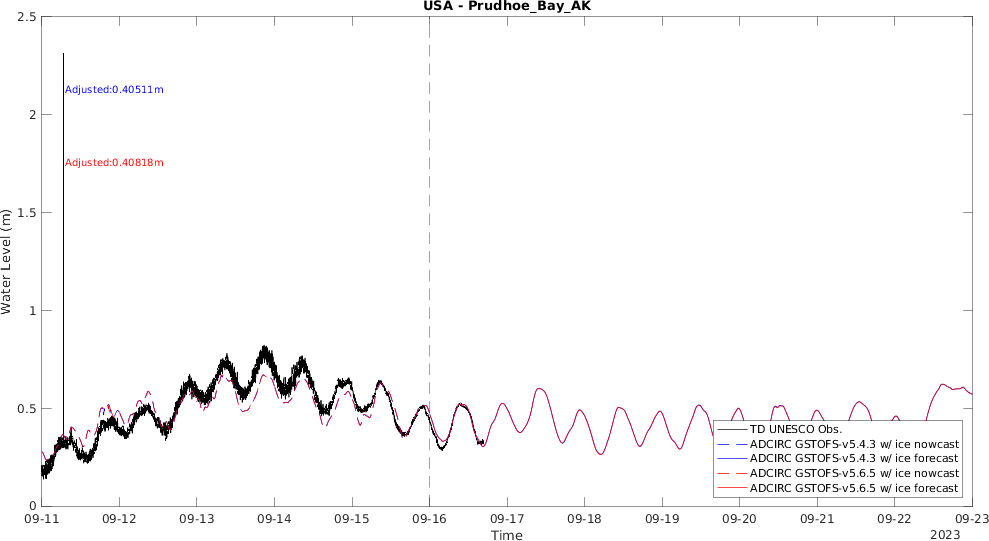 USA - Prudhoe_Bay_AK
2.5
2
1.5
1
0.5
0
Water Level (m)
Adjusted:0.40511m
Adjusted:0.40818m
TD UNESCO Obs.
ADCIRC GSTOFS-v5.4.3 w/ ice nowcast
ADCIRC GSTOFS-v5.4.3 w/ ice forecast
ADCIRC GSTOFS-v5.6.5 w/ ice nowcast
ADCIRC GSTOFS-v5.6.5 w/ ice forecast
09-11 09-12 09-13 09-14 09-15 09-16 09-17 09-18 09-19 09-20 09-21 09-22 09-23
Time
2023